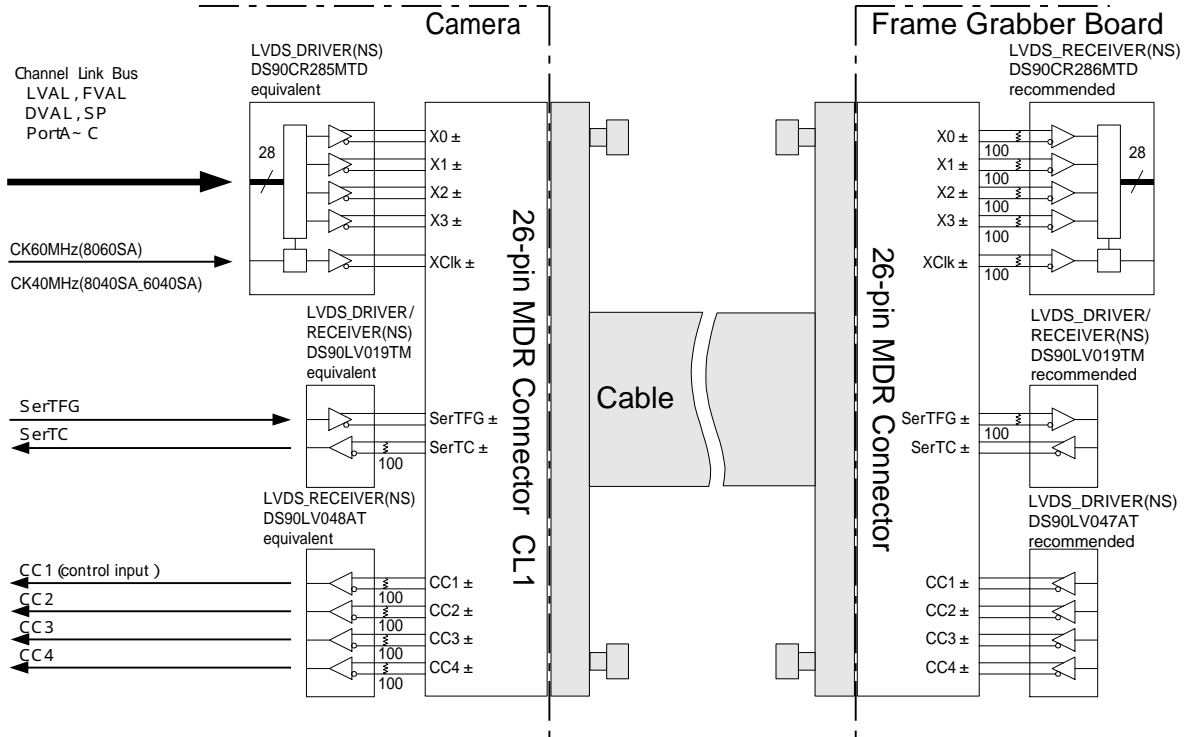 Camera
Frame Grabber Board
LVDS_DRIVER(NS)
DS90CR285MTD
equivalent
LVDS_RECEIVER(NS)
DS90CR286MTD
recommended
Channel Link Bus
LVAL,FVAL
DVAL,SP
PortA~ C
28
X0 ±
X1 ±
X2 ±
X3 ±
XClk ±
X0 ±
100
X1 ±
100
X2 ±
100
X3 ±
100
XClk ±
100
28
CK60MHz(8060SA)
CK40MHz(8040SA_6040SA)
26-pin MDR Connector CL1
26-pin MDR Connector
Cable
LVDS_DRIVER/
RECEIVER(NS)
DS90LV019TM
equivalent
LVDS_DRIVER/
RECEIVER(NS)
DS90LV019TM
recommended
SerTFG
SerTC
SerTFG ±
SerTC ±
100
SerTFG ±
100
SerTC ±
LVDS_RECEIVER(NS)
DS90LV048AT
equivalent
LVDS_DRIVER(NS)
DS90LV047AT
recommended
CC1 (control input )
CC2
CC3
CC4
CC1 ±
100
CC2 ±
100
CC3 ±
100
CC4 ±
100
CC1 ±
CC2 ±
CC3 ±
CC4 ±